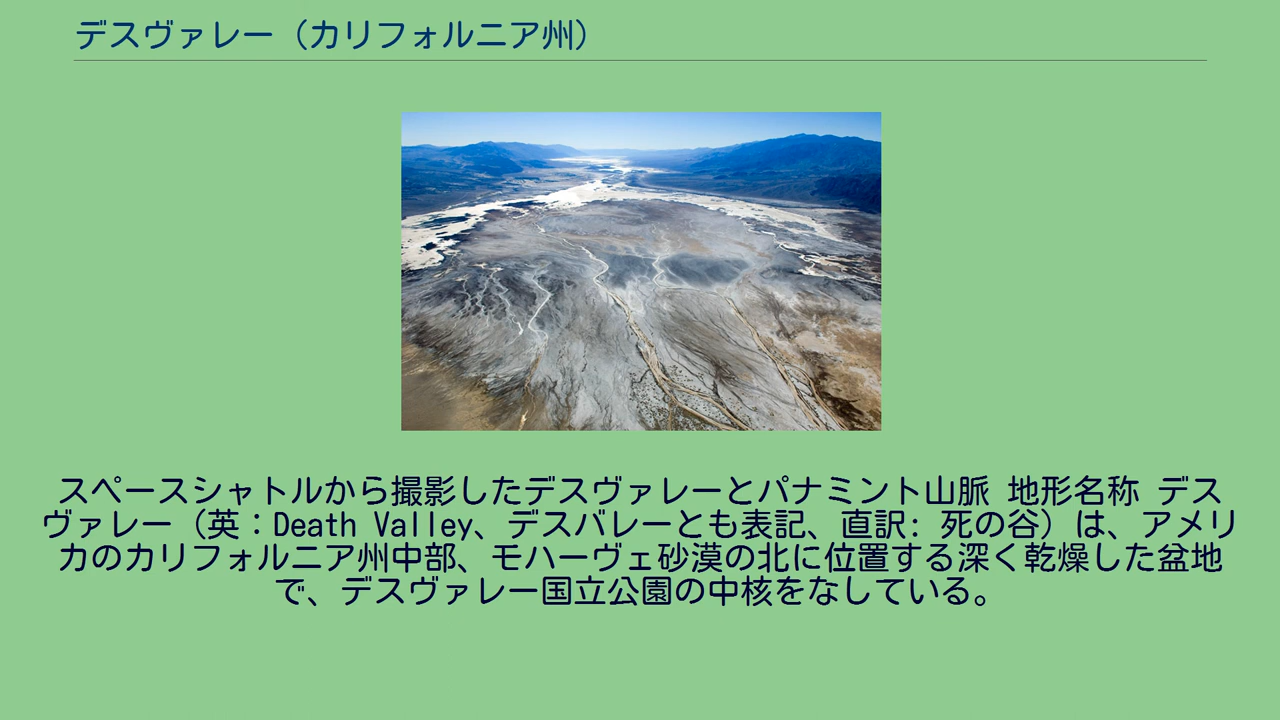 デスヴァレー（カリフォルニア州）
スペースシャトルから撮影したデスヴァレーとパナミント山脈 地形名称 デス
ヴァレー（英：Death Valley、デスバレーとも表記、直訳: 死の谷）は、アメリ
カのカリフォルニア州中部、モハーヴェ砂漠の北に位置する深く乾燥した盆地
で、デスヴァレー国立公園の中核をなしている。